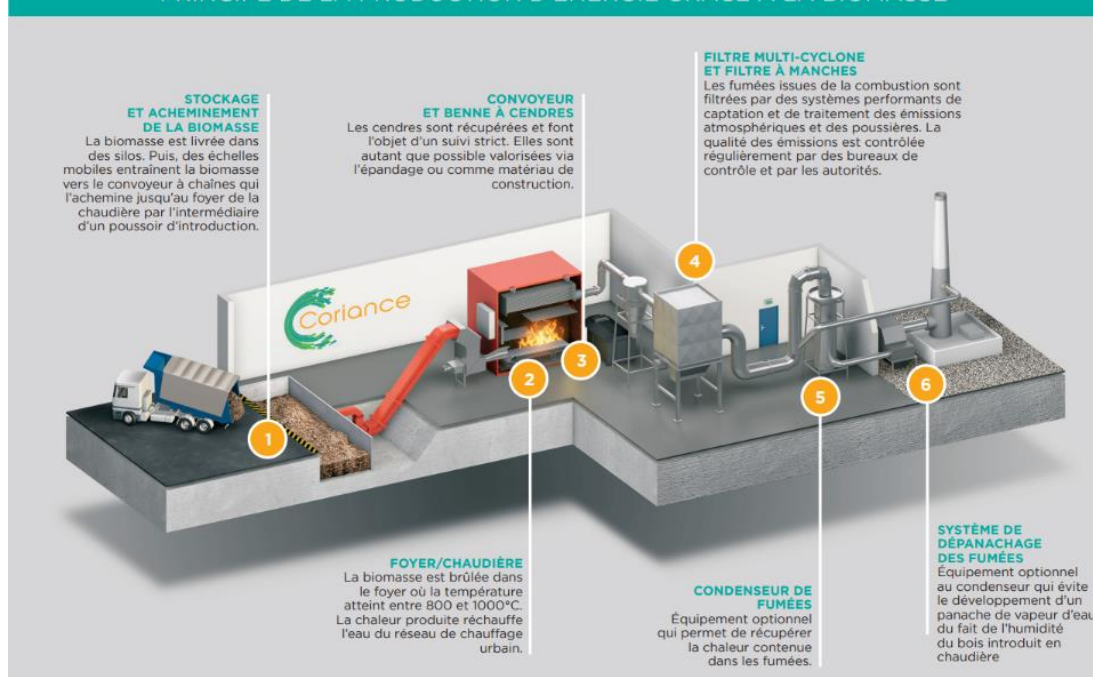 PRINCIPE DE LA PRODUCTION D'ÉNERGIE GRÂCE À LA BIOMASSE
STOCKAGE
ET ACHEMINEMENT
DE LA BIOMASSE
La biomasse est livrée dans
des silos. Puis, des échelles
mobiles entraînent la biomasse
vers le convoyeur à chaînes qui
l'achemine jusqu'au foyer de la
chaudière par l'intermédiaire
d'un poussoir d'introduction.
CONVOYEUR
ET BENNE À CENDRES
Les cendres sont récupérées et font
l'objet d'un suivi strict. Elles sont
autant que possible valorisées via
l'épandage ou comme matériau de
construction.
FILTRE MULTI-CYCLONE
ET FILTRE À MANCHES
Les fumées issues de la combustion sont
filtrées par des systèmes performants de
captation et de traitement des émissions
atmosphériques et des poussières. La
qualité des émissions est contrôlée
régulièrement par des bureaux de
contrôle et par les autorités.
Coriance
1
2
3
4
5
6
FOYER/CHAUDIÈRE
La biomasse est brûlée dans
le foyer où la température
atteint entre 800 et 1000°C.
La chaleur produite réchauffe
l'eau du réseau de chauffage
urbain.
CONDENSEUR DE
FUMÉES
Équipement optionnel
qui permet de récupérer
la chaleur contenue
dans les fumées.
SYSTÈME DE
DÉPANACHAGE
DES FUMÉES
Équipement optionnel
au condenseur qui évite
le développement d'un
panache de vapeur d'eau
du fait de l'humidité
du bois introduit en
chaudière